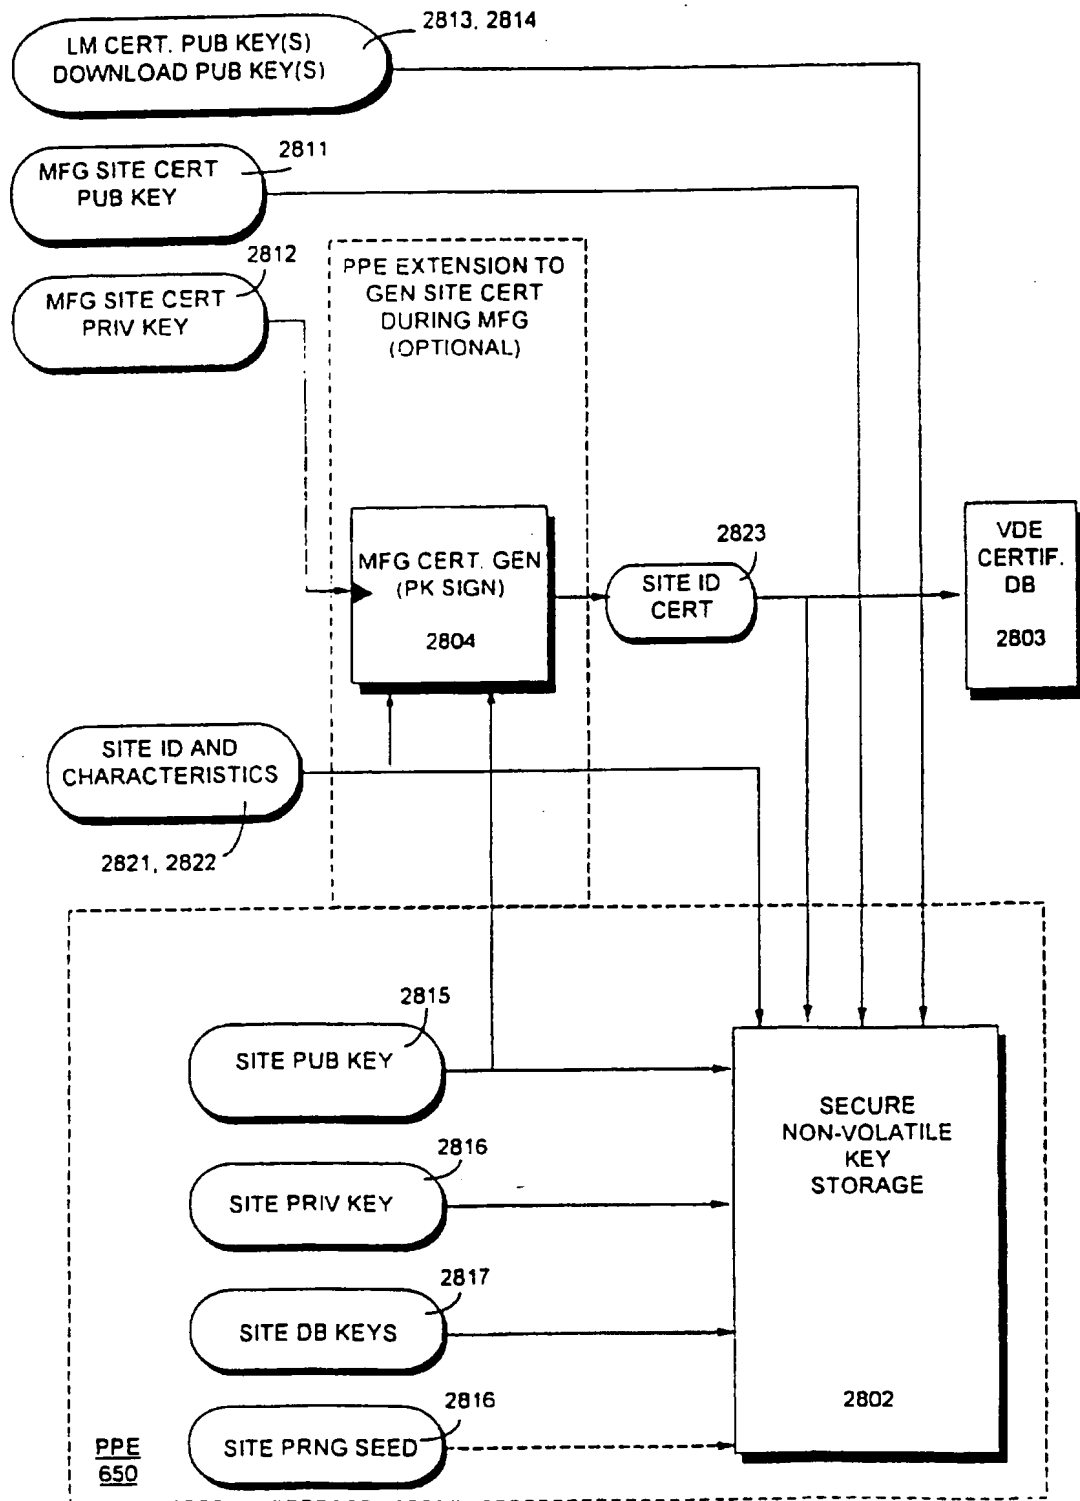 2813, 2814
LM CERT. PUB KEY(S)
DOWNLOAD PUB KEY(S)
2811
MFG SITE CERT
PUB KEY
2812
MFG SITE CERT
PRIV KEY
PPE EXTENSION TO
GEN SITE CERT
DURING MFG
(OPTIONAL)
MFG CERT. GEN
(PK SIGN)
2804
2823
SITE ID
CERT
VDE
CERTIF.
DB
2803
SITE ID AND
CHARACTERISTICS
2821, 2822
2815
SITE PUB KEY
2816
SITE PRIV KEY
2817
SITE DB KEYS
2816
SITE PRNG SEED
SECURE
NON-VOLATILE
KEY
STORAGE
2802
PPE
650